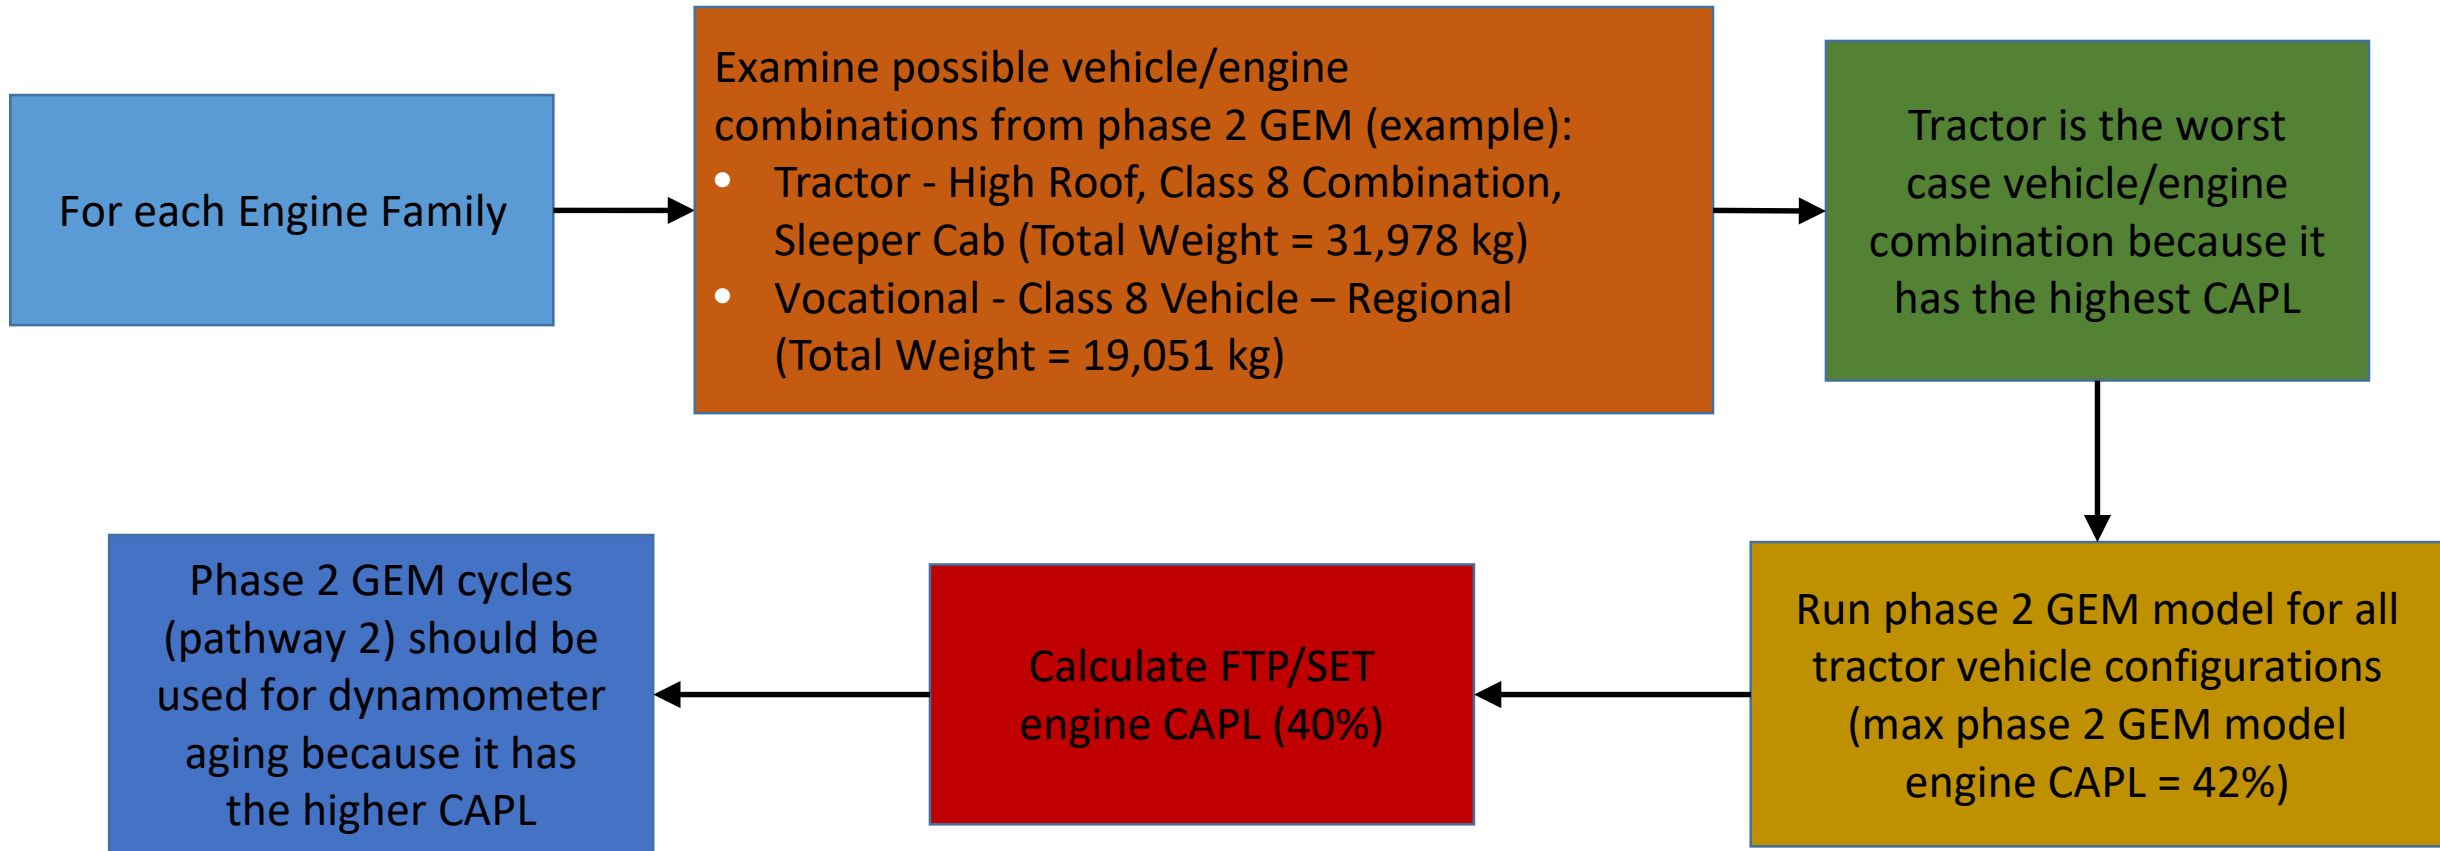 For each Engine Family
Examine possible vehicle/engine
combinations from phase 2 GEM (example):
• Tractor - High Roof, Class 8 Combination,
Sleeper Cab (Total Weight = 31,978 kg)
• Vocational - Class 8 Vehicle – Regional
(Total Weight = 19,051 kg)
Tractor is the worst
case vehicle/engine
combination because it
has the highest CAPL
Run phase 2 GEM model for all
tractor vehicle configurations
(max phase 2 GEM model
engine CAPL = 42%)
Calculate FTP/SET
engine CAPL (40%)
Phase 2 GEM cycles
(pathway 2) should be
used for dynamometer
aging because it has
the higher CAPL